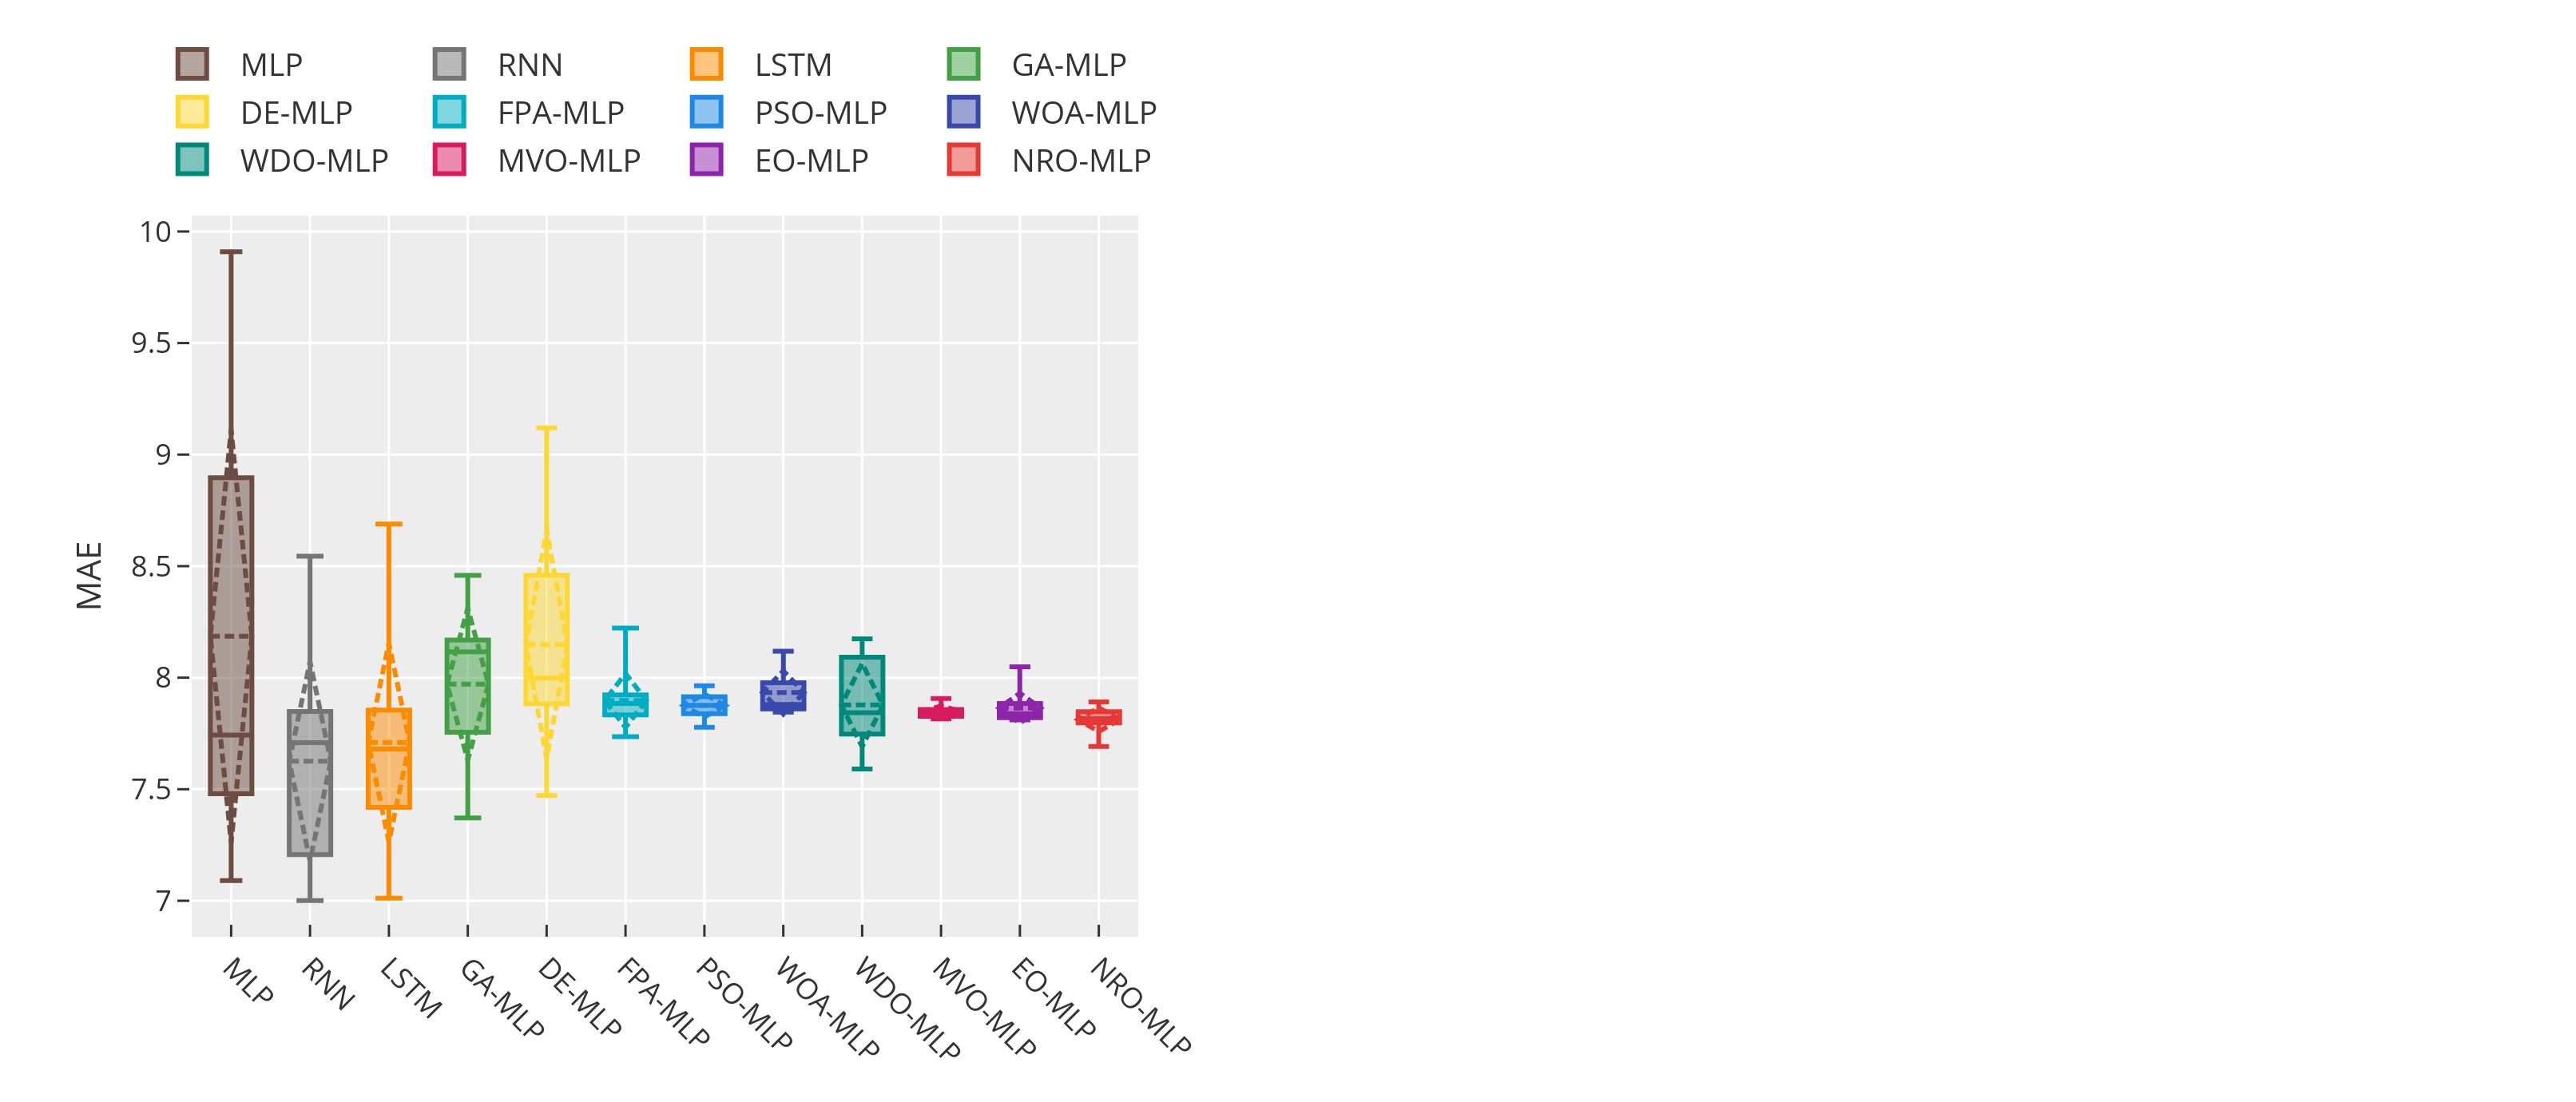 MLP RNN LSTM GA-MLP
DE-MLP FPA-MLP PSO-MLP WOA-MLP
WDO-MLP MVO-MLP EO-MLP NRO-MLP
10
9.5
9
8.5
8
7.5
7
MAE
MLP RNN LSTM GA-MLP DE-MLP FPA-MLP PSO-MLP WOA-MLP WDO-MLP MVO-MLP EO-MLP NRO-MLP